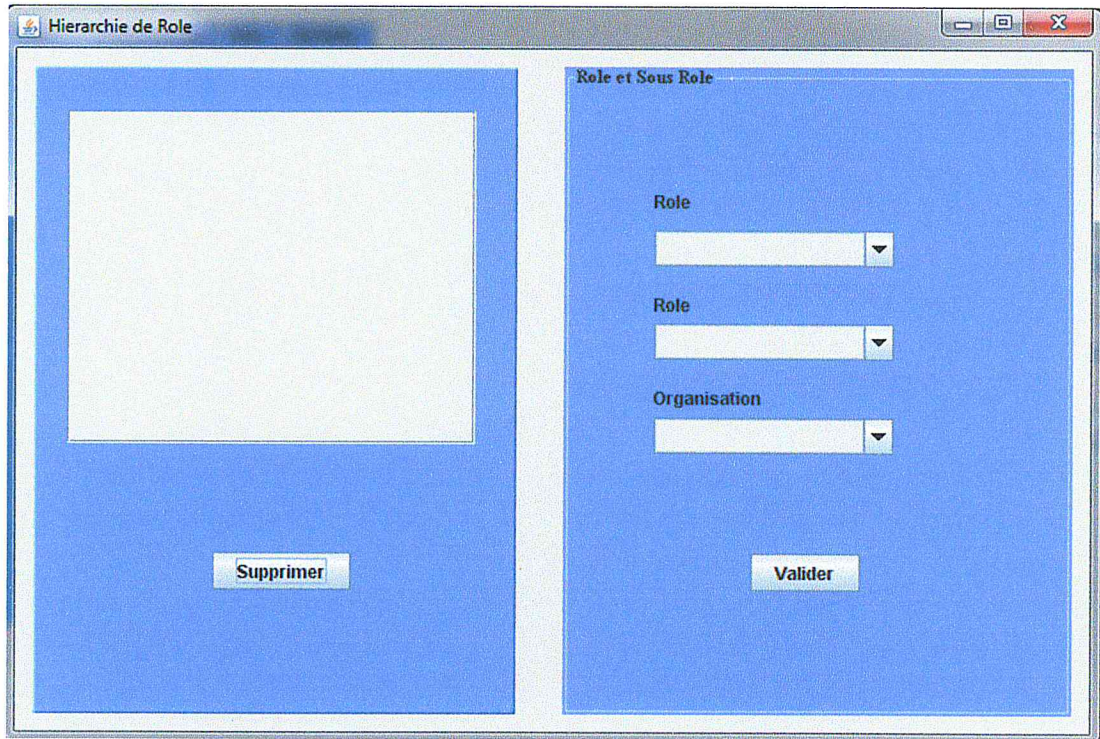 Hierarchie de Role
Role et Sous Role
Role
Role
Organisation
Supprimer
Valider